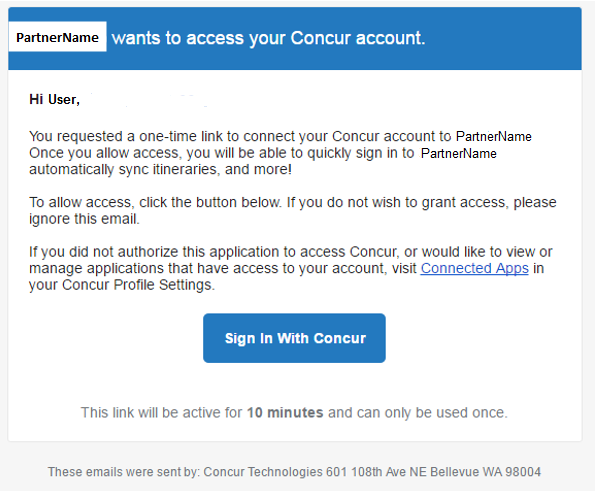 PartnerName wants to access your Concur account.
Hi User,
You requested a one-time link to connect your Concur account to PartnerName
Once you allow access, you will be able to quickly sign in to PartnerName
automatically sync itineraries, and more!
To allow access, click the button below. If you do not wish to grant access, please
ignore this email.
If you did not authorize this application to access Concur, or would like to view or
manage applications that have access to your account, visit Connected Apps in
your Concur Profile Settings.
Sign In With Concur
This link will be active for 10 minutes and can only be used once.
These emails were sent by: Concur Technologies 601 108th Ave NE Bellevue WA 98004